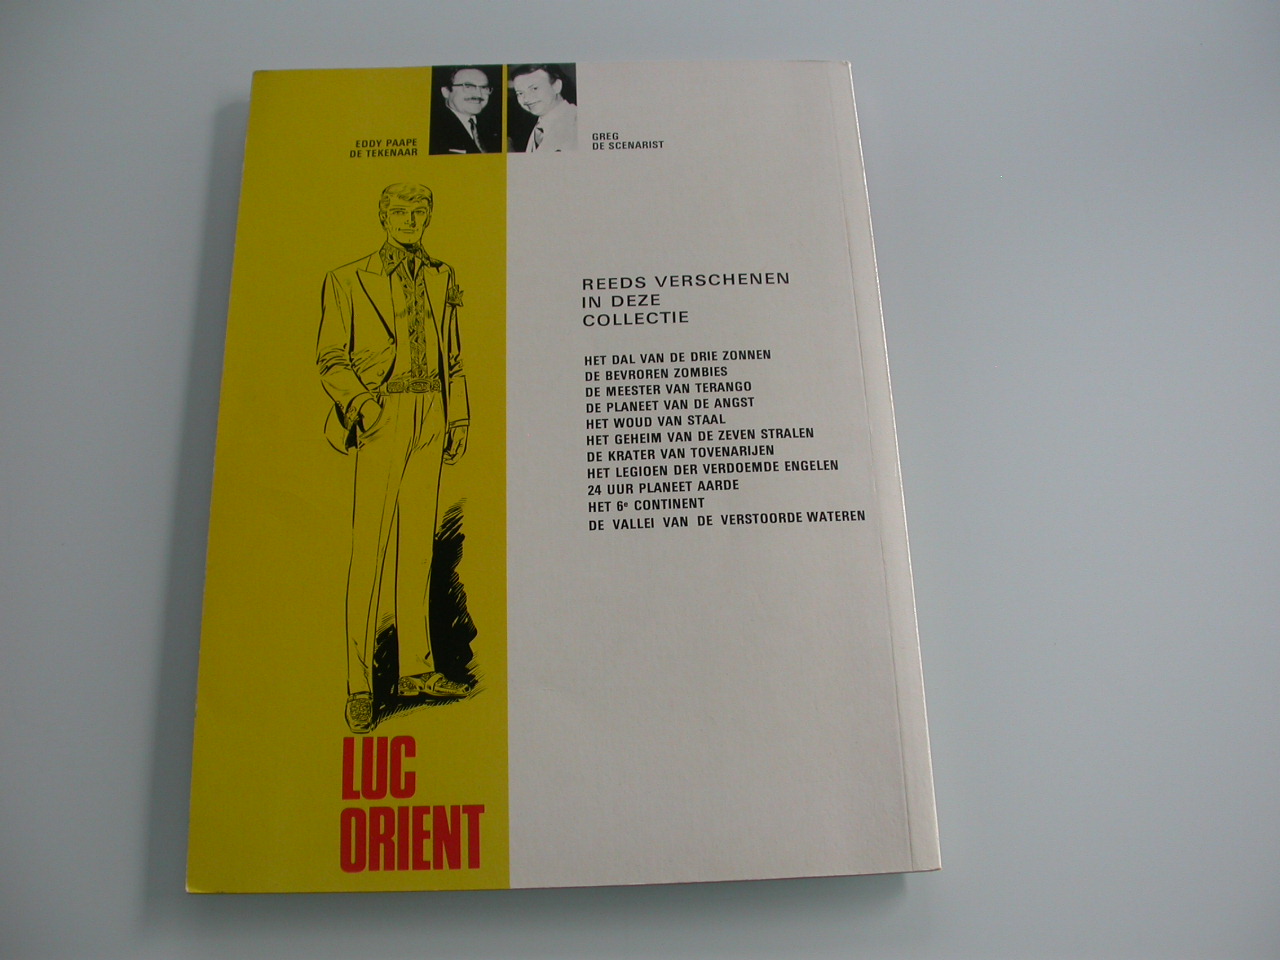 EDDY PAAPE
DE TEKENAAR
GREG
DE SCENARIST
REEDS VERSCHENEN
IN DEZE
COLLECTIE
HET DAL VAN DE DRIE ZONNEN
DE BEVROREN ZOMBIES
DE MEESTER VAN TERANGO
DE PLANEET VAN DE ANGST
HET WOUD VAN STAAL
HET GEHEIM VAN DE ZEVEN STRALEN
DE KRATER VAN TOVENARIJEN
HET LEGIOEN DER VERDOEMDE ENGELEN
24 UUR PLANEET AARDE
HET 6e CONTINENT
DE VALLEI VAN DE VERSTOORDE WATEREN
LUC
ORIENT